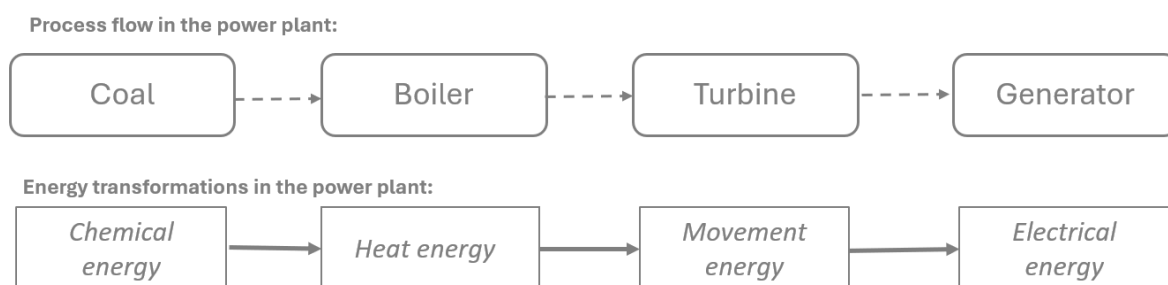 Process flow in the power plant:
Coal
Boiler
Turbine
Generator
Energy transformations in the power plant:
Chemical
energy
Heat energy
Movement
energy
Electrical
energy